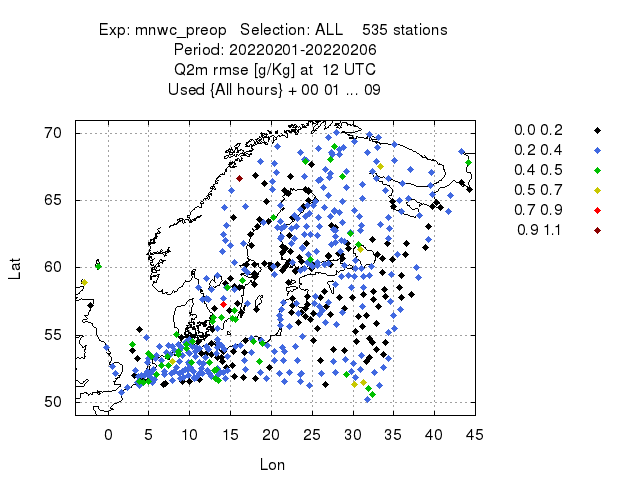 Exp: mnwc_preop   Selection: ALL    535 stations
Period: 20220201-20220206
Q2m rmse [g/Kg] at  12 UTC
Used {All hours} + 00 01 ... 09
70
65
60
55
50
0 5 10 15 20 25 30 35 40 45
Lat
Lon
0.0 0.2
0.2 0.4
0.4 0.5
0.5 0.7
0.7 0.9
0.9 1.1